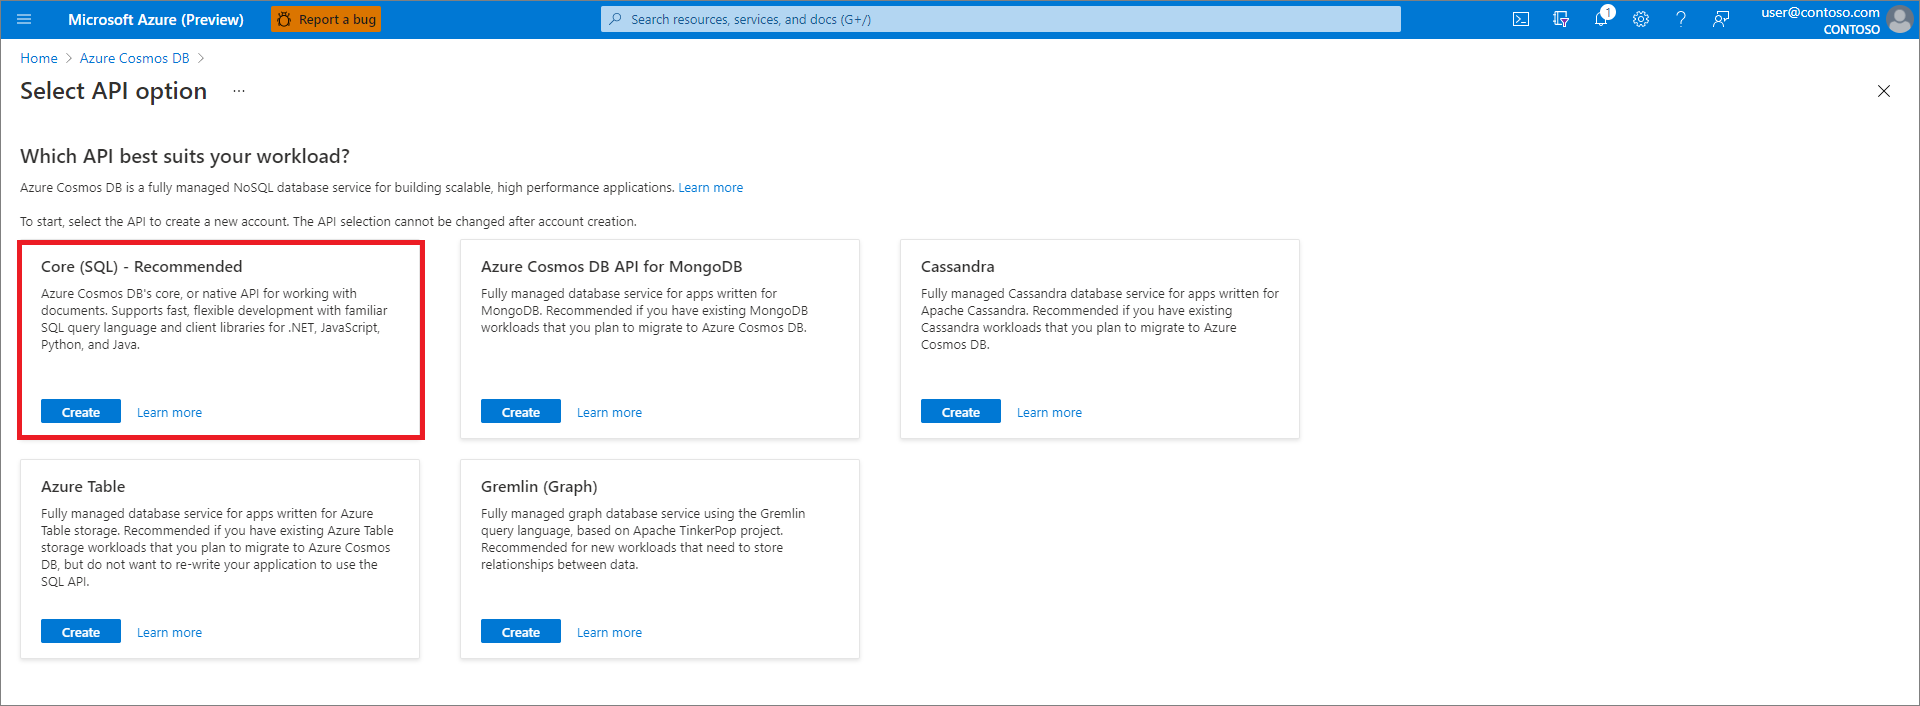 Microsoft Azure (Preview)
Report a bug
Search resources, services, and docs (G+/)
1
user@contoso.com
CONTOSO
Home
Azure Cosmos DB
Select API option
...
Which API best suits your workload?
Azure Cosmos DB is a fully managed NoSQL database service for building scalable, high performance applications. Learn more
To start, select the API to create a new account. The API selection cannot be changed after account creation.
Core (SQL) - Recommended
Azure Cosmos DB's core, or native API for working with
documents. Supports fast, flexible development with familiar
SQL query language and client libraries for .NET, JavaScript,
Python, and Java.
Create
Learn more
Azure Cosmos DB API for MongoDB
Fully managed database service for apps written for
MongoDB. Recommended if you have existing MongoDB
workloads that you plan to migrate to Azure Cosmos DB.
Create
Learn more
Cassandra
Fully managed Cassandra database service for apps written for
Apache Cassandra. Recommended if you have existing
Cassandra workloads that you plan to migrate to Azure
Cosmos DB.
Create
Learn more
Azure Table
Fully managed database service for apps written for Azure
Table storage. Recommended if you have existing Azure Table
storage workloads that you plan to migrate to Azure Cosmos
DB, but do not want to re-write your application to use the
SQL API.
Create
Learn more
Gremlin (Graph)
Fully managed graph database service using the Gremlin
query language, based on Apache TinkerPop project.
Recommended for new workloads that need to store
relationships between data.
Create
Learn more